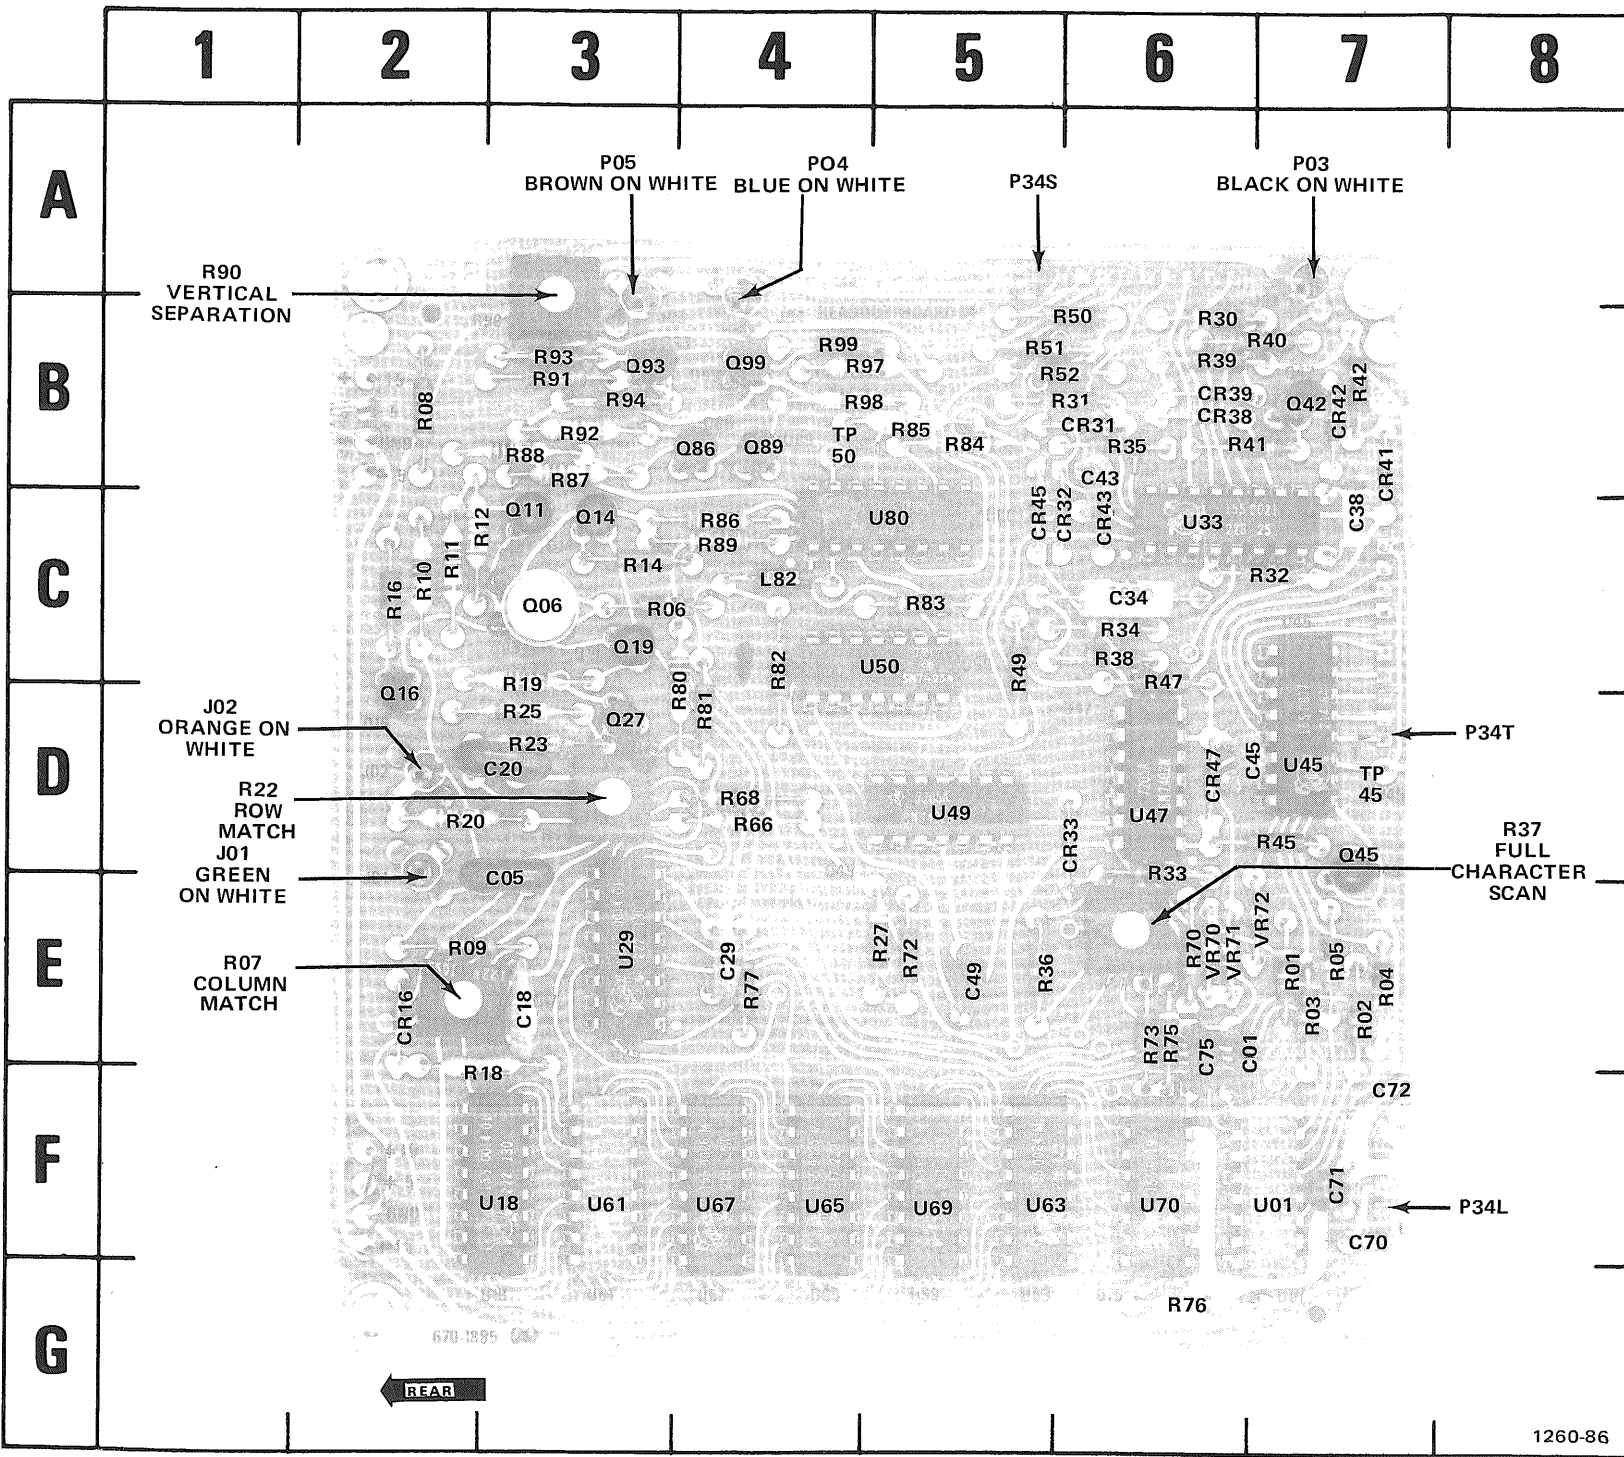 1 2 3 4 5 6 7 8
A
P05
BROWN ON WHITE
PO4
BLUE ON WHITE
P34S
P03
BLACK ON WHITE
R90
VERTICAL
SEPARATION
B
R50 R30
R99 R51 R40
R93 Q93 Q99 R97 R52 R39
R91
R94 R98 R31 CR39 Q42 CR42 R42
R08 CR38
R92 TP R85 CR31
50
R88 Q86 Q89 R84 R35 R41
R87 C43 CR41
C
Q11 Q14 R86 U80 CR45 CR32 CR43 U33 C38
R12
R89
R11 R14
R10 L82 R32
R16 Q06 R06 R83 C34
R34
Q19
R82 U50 R49 R38
Q16 R19 R80 R47
D
R81
R25 Q27
J02
ORANGE ON
WHITE
R23
C20
CR47 C45 U45 TP
45
P34T
R22
ROW
MATCH
R68
R66
U49 U47
R20
CR33 R45
Q45
R37
FULL
CHARACTER
SCAN
J01
GREEN
ON WHITE
C05 R33
E
R09 U29 C29 R77 R27 R72 C49 R36 R70 VR70 VR71 VR72 R01 R05 R04
R07
COLUMN
MATCH
CR16 C18 R73 R75 C75 C01 R03 R02
R18 C72
F
U18 U61 U67 U65 U69 U63 U70 U01 C71
P34L
C70
G
R76
670-1895
REAR
1260-86